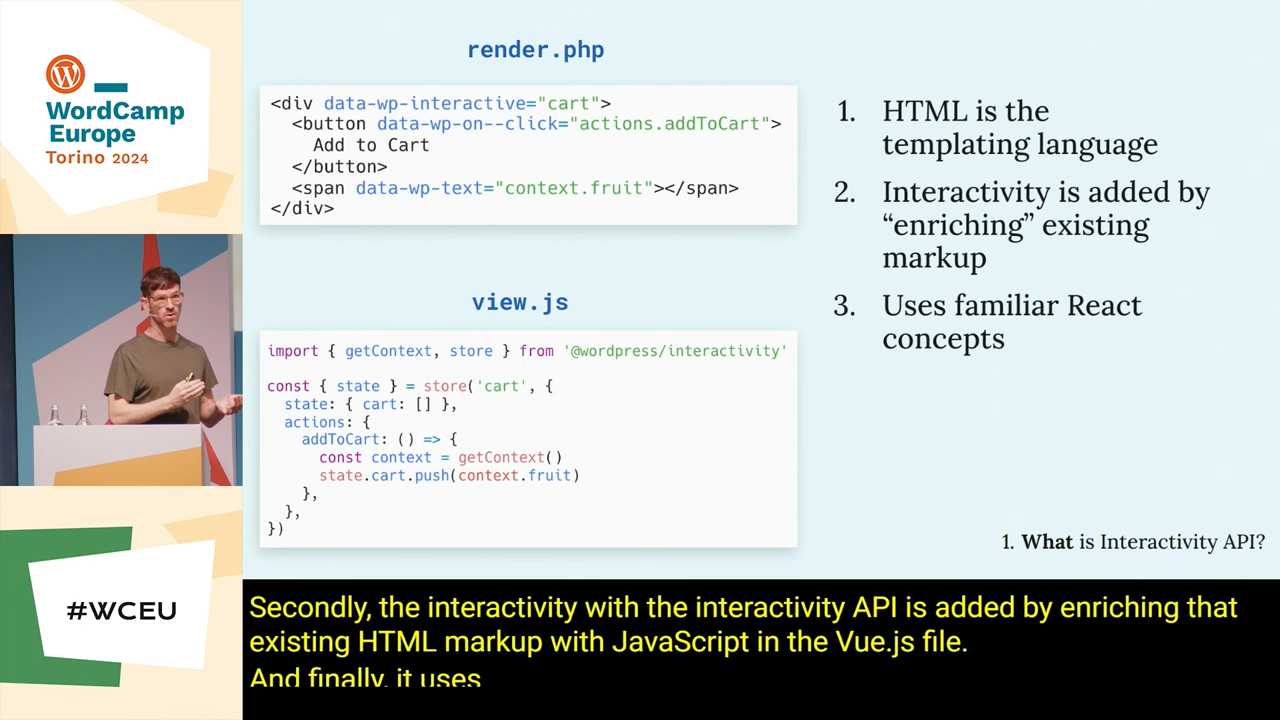 WordCamp
Europe
Torino 2024
#WCEU
render.php
<div data-wp-interactive="cart">
  <button data-wp-on--click="actions.addToCart">
    Add to Cart
  </button>
  <span data-wp-text="context.fruit"></span>
</div>
view.js
import { getContext, store } from '@wordpress/interactivity'
const { state } = store('cart', {
  state: { cart: [] },
  actions: {
    addToCart: () => {
      const context = getContext()
      state.cart.push(context.fruit)
    },
  },
})
1. HTML is the
templating language
2. Interactivity is added by
“enriching” existing
markup
3. Uses familiar React
concepts
1. What is Interactivity API?
Secondly, the interactivity with the interactivity API is added by enriching that
existing HTML markup with JavaScript in the Vue.js file.
And finally, it uses